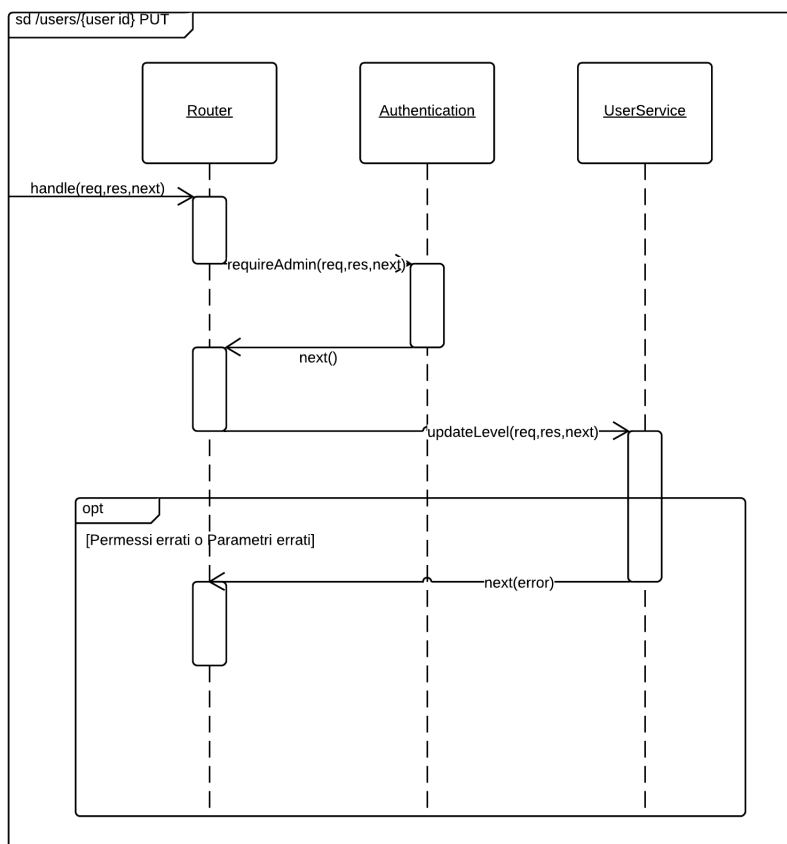 sd /users/{user id} PUT
Router
Authentication
UserService
handle(req,res,next)
requireAdmin(req,res,next)
next()
updateLevel(req,res,next)
opt
[Permessi errati o Parametri errati]
next(error)